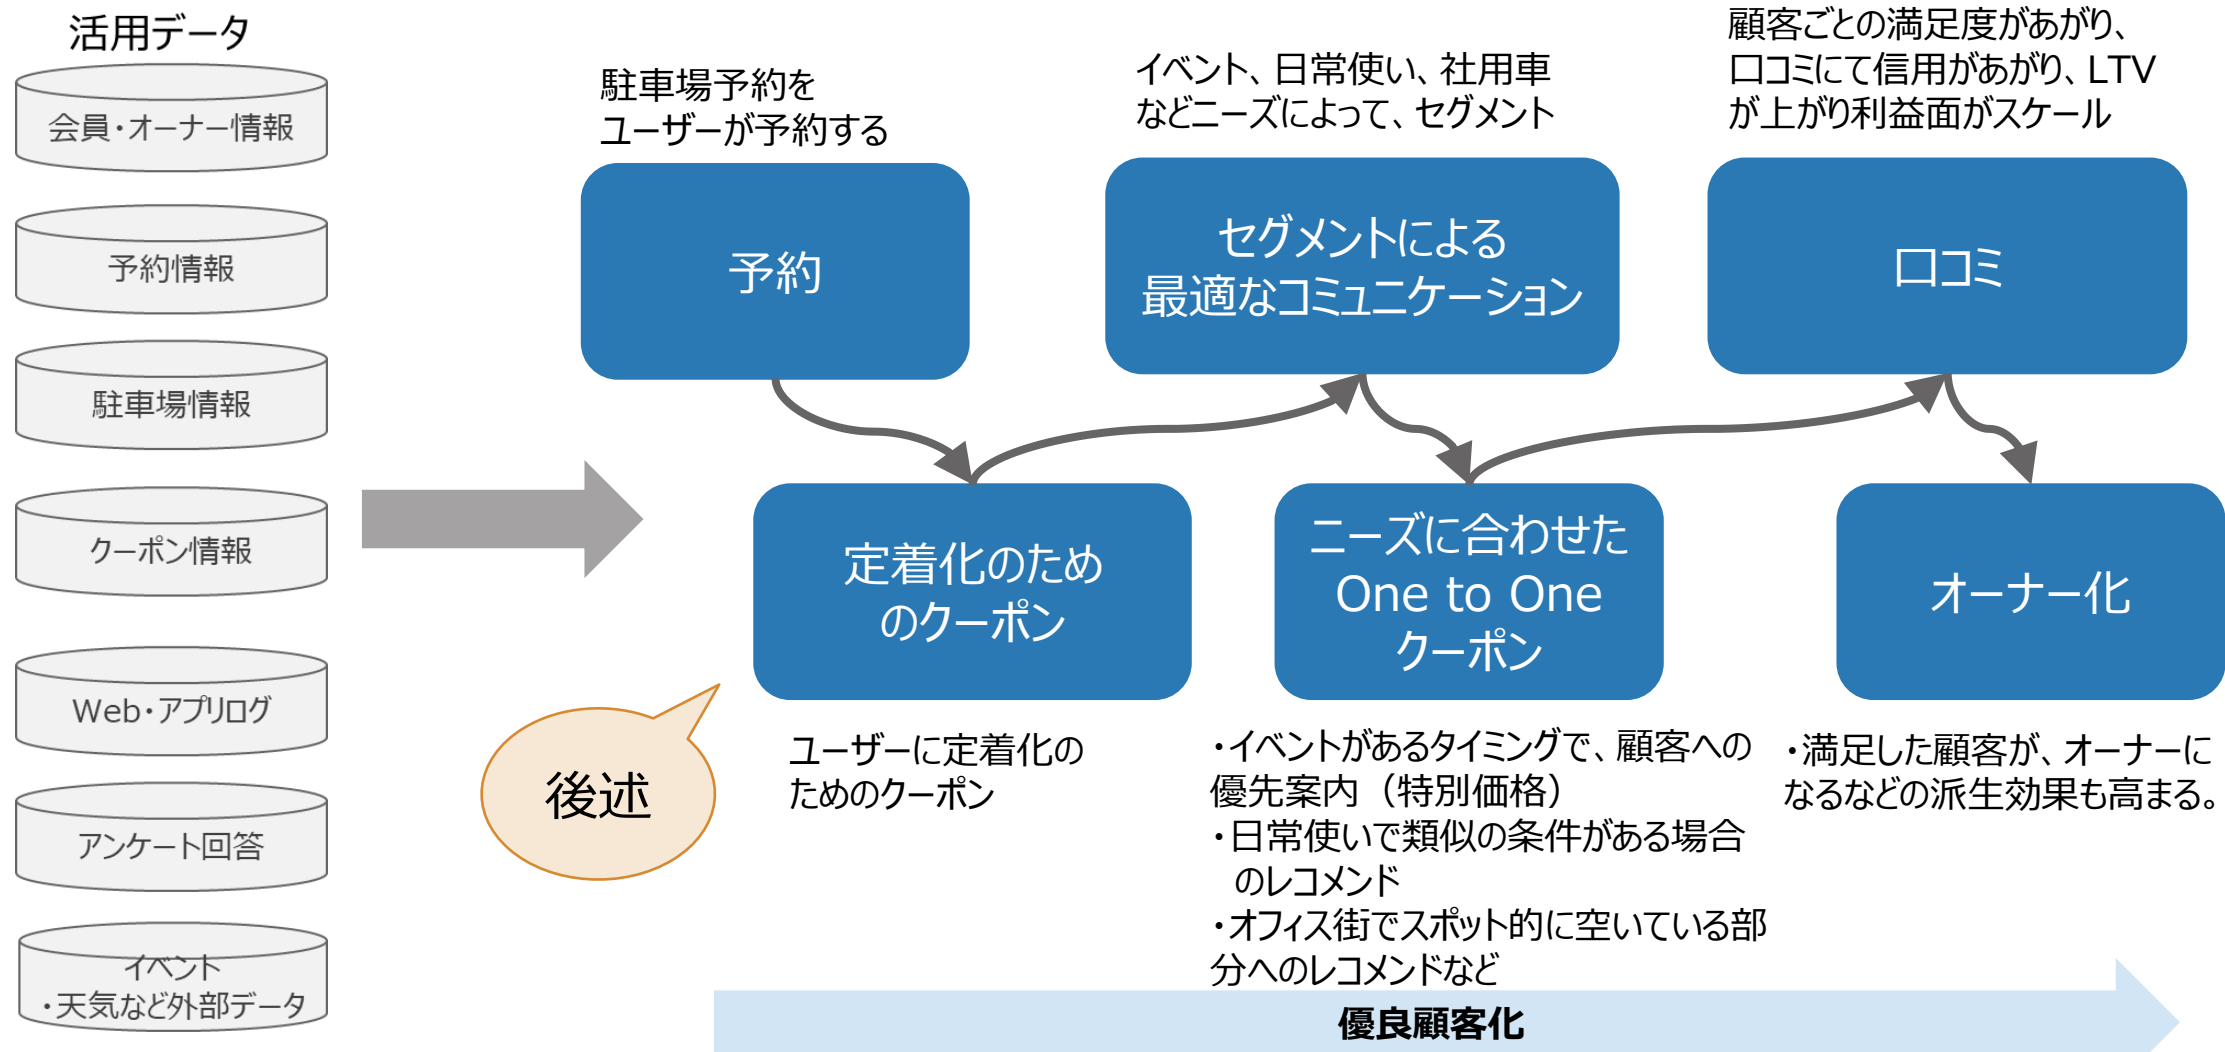 活用データ
会員・オーナー情報
予約情報
駐車場情報
クーポン情報
Web・アプリログ
アンケート回答
イベント
・天気など外部データ
駐車場予約を
ユーザーが予約する
予約
定着化のため
のクーポン
後述
ユーザーに定着化の
ためのクーポン
イベント、日常使い、社用車
などニーズによって、セグメント
セグメントによる
最適なコミュニケーション
ニーズに合わせた
One to One
クーポン
・イベントがあるタイミングで、顧客への
優先案内（特別価格）
・日常使いで類似の条件がある場合
のレコメンド
・オフィス街でスポット的に空いている部
分へのレコメンドなど
顧客ごとの満足度があがり、
口コミにて信用があがり、LTV
が上がり利益面がスケール
口コミ
オーナー化
・満足した顧客が、オーナーに
なるなどの派生効果も高まる。
優良顧客化